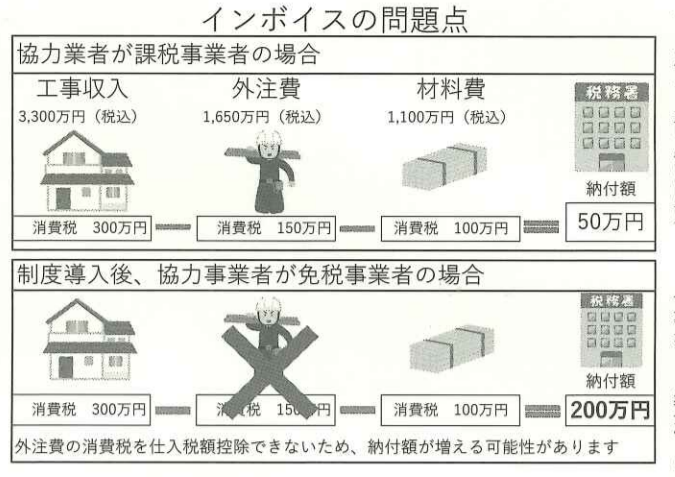 インボイスの問題点
協力業者が課税事業者の場合
工事収入 外注費 材料費 税務署
3,300万円（税込） 1,650万円（税込） 1,100万円（税込）
納付額
消費税 300万円 消費税 150万円 消費税 100万円 50万円
制度導入後、協力事業者が免税事業者の場合
税務署
納付額
消費税 300万円 消費税 150万円 消費税 100万円 200万円
外注費の消費税を仕入税額控除できないため、納付額が増える可能性があります